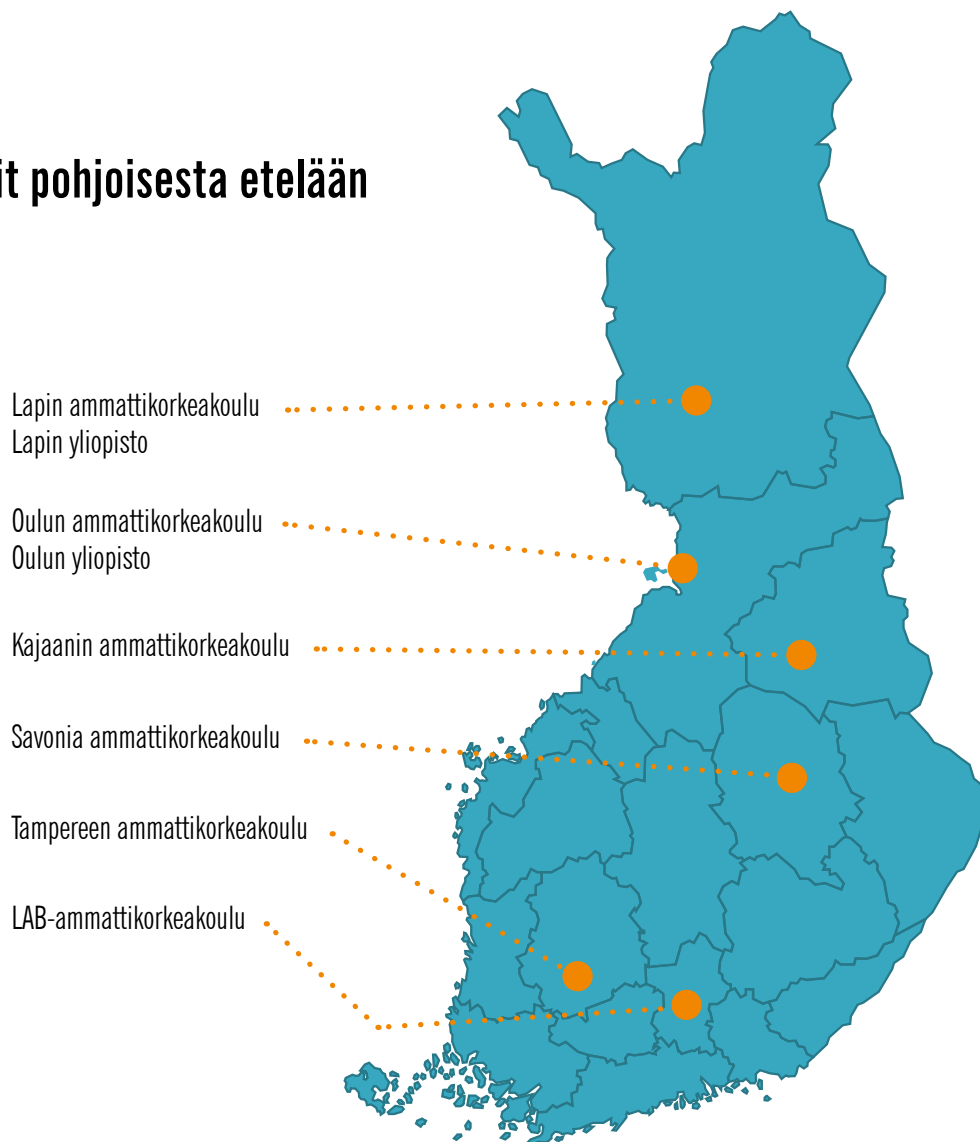 it pohjoisesta etelään
Lapin ammattikorkeakoulu
Lapin yliopisto
Oulun ammattikorkeakoulu
Oulun yliopisto
Kajaanin ammattikorkeakoulu
Savonia ammattikorkeakoulu
Tampereen ammattikorkeakoulu
LAB-ammattikorkeakoulu